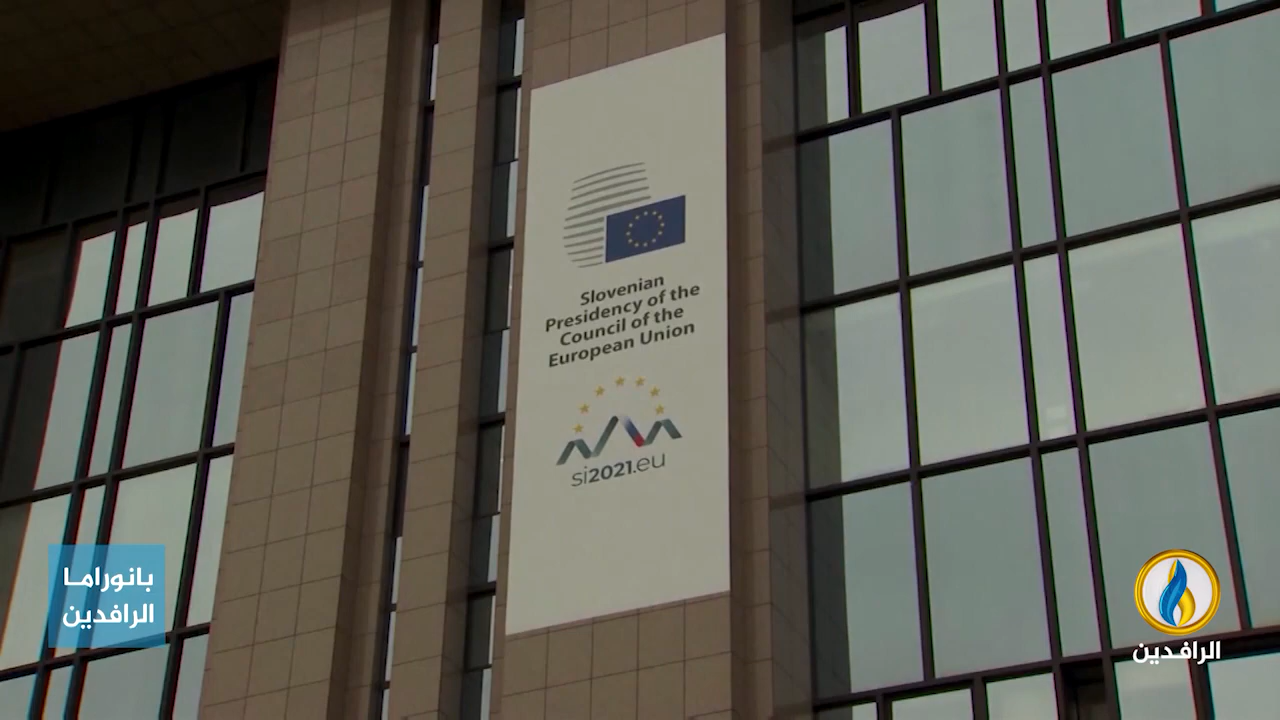 Slovenian
Presidency of the
Council of the
European Union
si2021.eu
بانوراما
الرافدين
الرافدين